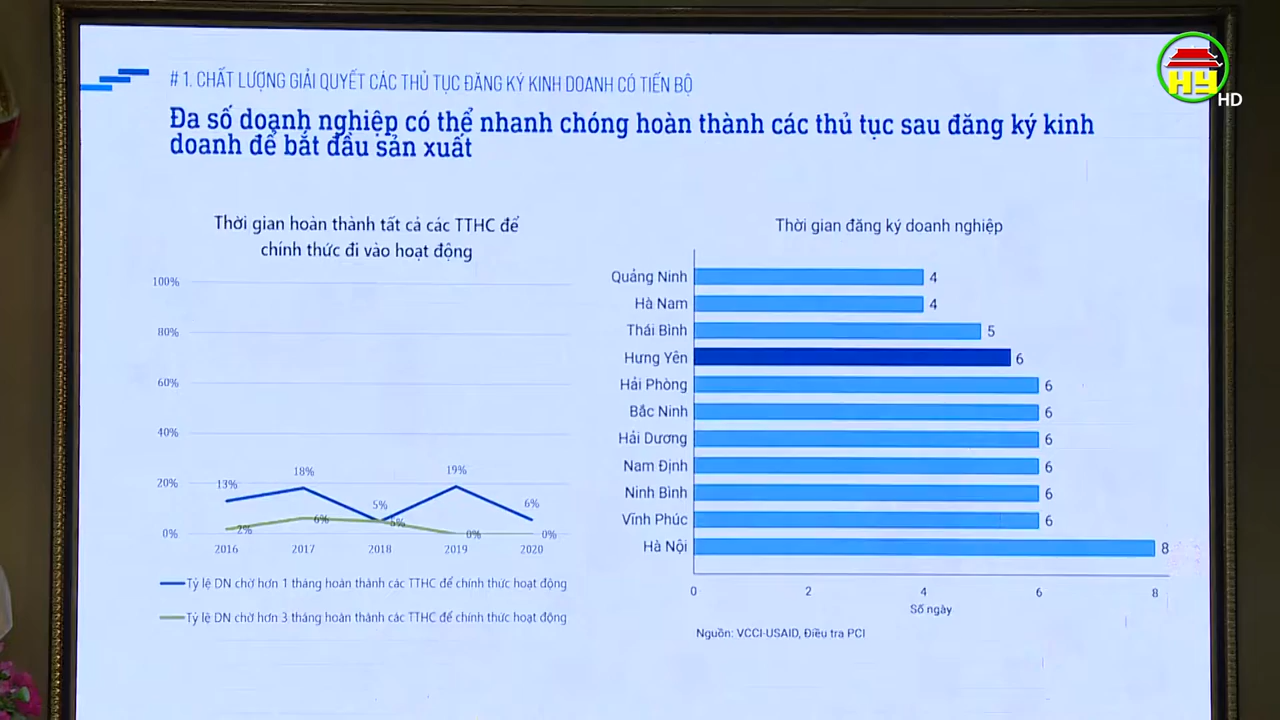 # 1. CHẤT LƯỢNG GIẢI QUYẾT CÁC THỦ TỤC ĐĂNG KÝ KINH DOANH CÓ TIẾN BỘ
HY
HD
Đa số doanh nghiệp có thể nhanh chóng hoàn thành các thủ tục sau đăng ký kinh
doanh để bắt đầu sản xuất
Thời gian hoàn thành tất cả các TTHC để
chính thức đi vào hoạt động
100%
80%
60%
40%
20%
0%
13%
18%
5%
19%
6%
2%
6%
5%
0%
0%
2016
2017
2018
2019
2020
Tỷ lệ DN chờ hơn 1 tháng hoàn thành các TTHC để chính thức hoạt động
Tỷ lệ DN chờ hơn 3 tháng hoàn thành các TTHC để chính thức hoạt động
Thời gian đăng ký doanh nghiệp
Quảng Ninh 4
Hà Nam 4
Thái Bình 5
Hưng Yên 6
Hải Phòng 6
Bắc Ninh 6
Hải Dương 6
Nam Định 6
Ninh Bình 6
Vĩnh Phúc 6
Hà Nội 8
0 2 4 6 8
Số ngày
Nguồn: VCCI-USAID, Điều tra PCI